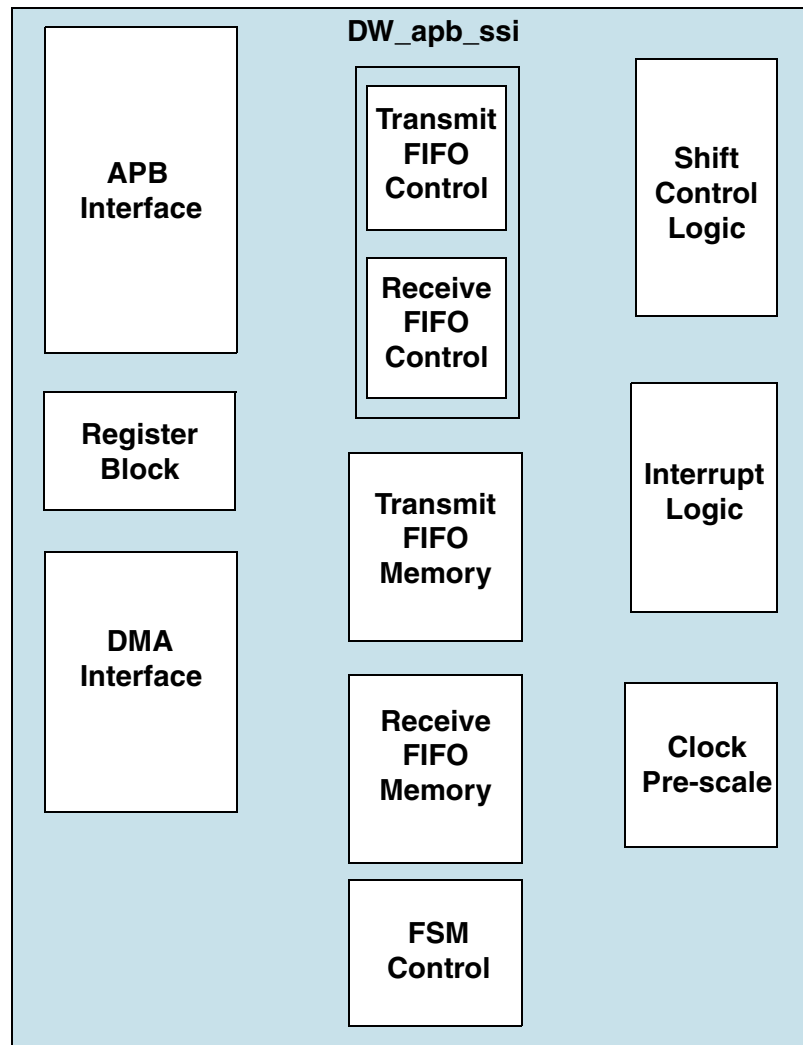 DW_apb_ssi
APB
Interface
Register
Block
DMA
Interface
Transmit
FIFO
Control
Receive
FIFO
Control
Transmit
FIFO
Memory
Receive
FIFO
Memory
FSM
Control
Shift
Control
Logic
Interrupt
Logic
Clock
Pre-scale